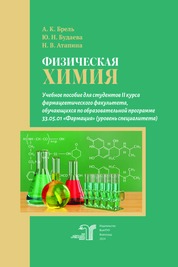 А. К. Брель
Ю. Н. Будаева
Н. В. Атапина
ФИЗИЧЕСКАЯ
ХИМИЯ
Учебное пособие для студентов II курса
фармацевтического факультета,
обучающихся по образовательной программе
33.05.01 «Фармация» (уровень специалитета)